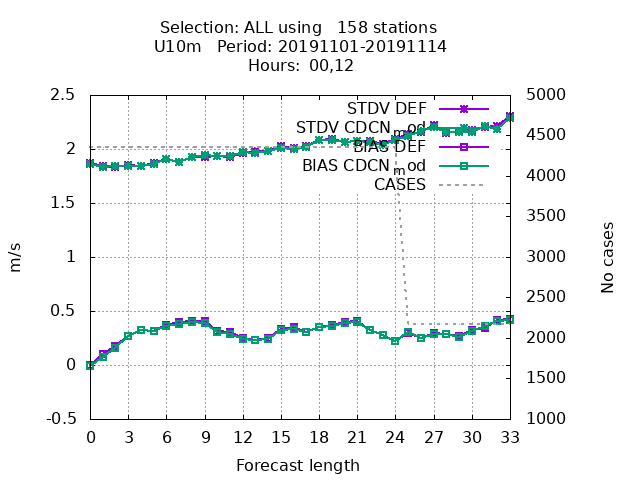 Selection: ALL using   158 stations
U10m   Period: 20191101-20191114
Hours:  00,12
2.5
2
1.5
1
0.5
0
-0.5
m/s
STDV DEF
STDV CDCN_mod
BIAS DEF
BIAS CDCN_mod
CASES
5000
4500
4000
3500
3000
2500
2000
1500
1000
No cases
0 3 6 9 12 15 18 21 24 27 30 33
Forecast length